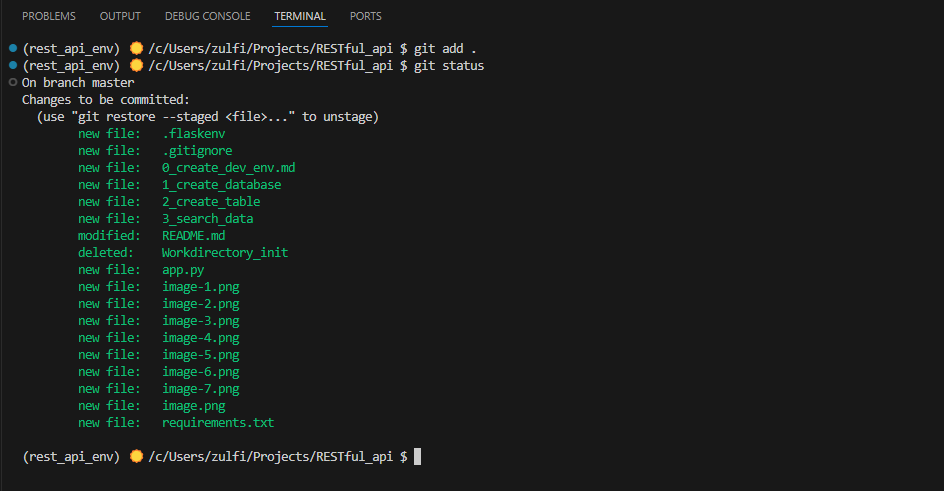 PROBLEMS OUTPUT DEBUG CONSOLE TERMINAL PORTS
(rest_api_env) /c/Users/zulfi/Projects/RESTful_api $ git add .
(rest_api_env) /c/Users/zulfi/Projects/RESTful_api $ git status
On branch master
Changes to be committed:
  (use "git restore --staged <file>..." to unstage)
        new file:   .flaskenv
        new file:   .gitignore
        new file:   0_create_dev_env.md
        new file:   1_create_database
        new file:   2_create_table
        new file:   3_search_data
        modified:   README.md
        deleted:    Workdirectory_init
        new file:   app.py
        new file:   image-1.png
        new file:   image-2.png
        new file:   image-3.png
        new file:   image-4.png
        new file:   image-5.png
        new file:   image-6.png
        new file:   image-7.png
        new file:   image.png
        new file:   requirements.txt
(rest_api_env) /c/Users/zulfi/Projects/RESTful_api $